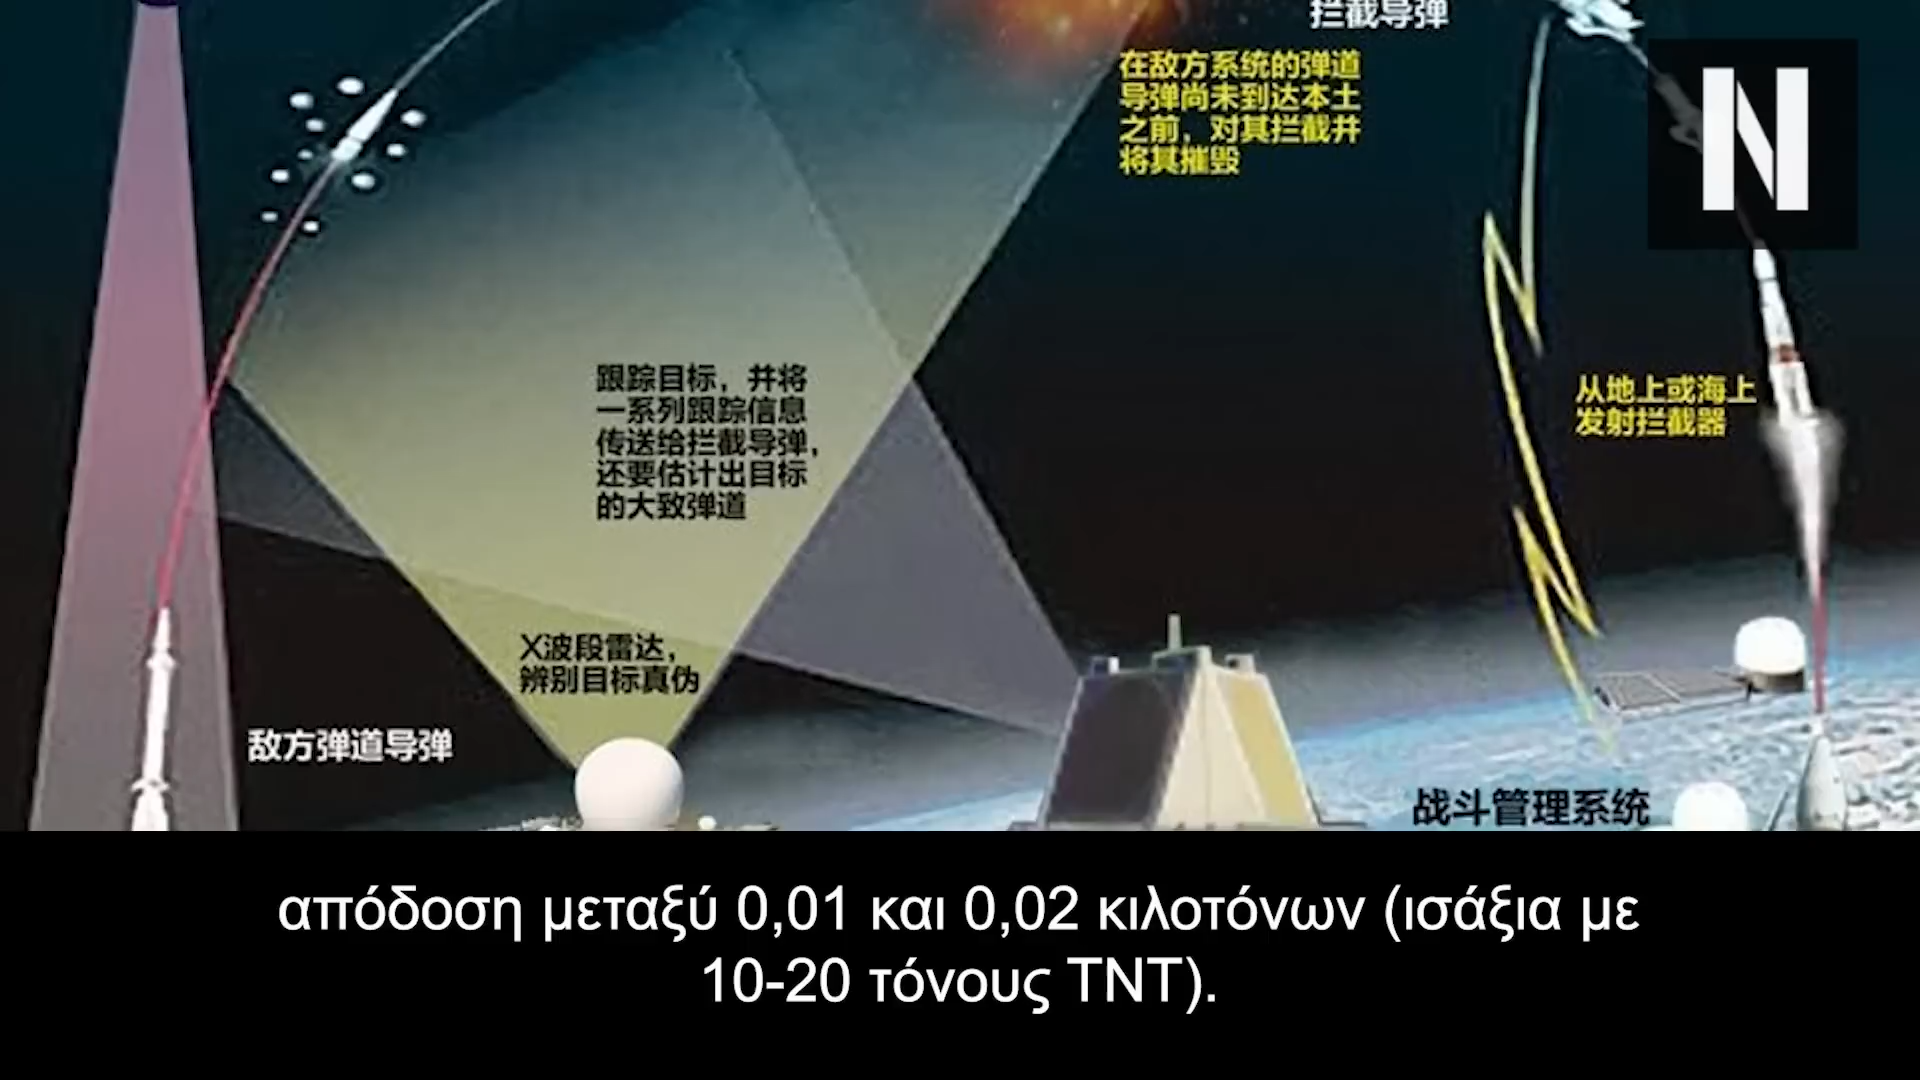 拦截导弹
在敌方系统的弹道
导弹尚未到达本土
之前，对其拦截并
将其摧毁
N
跟踪目标，并将
一系列跟踪信息
传送给拦截导弹，
还要估计出目标
的大致弹道
从地上或海上
发射拦截器
X波段雷达，
辨别目标真伪
敌方弹道导弹
战斗管理系统
απόδοση μεταξύ 0,01 και 0,02 κιλοτόνων (ισάξια με
10-20 τόνους TNT).